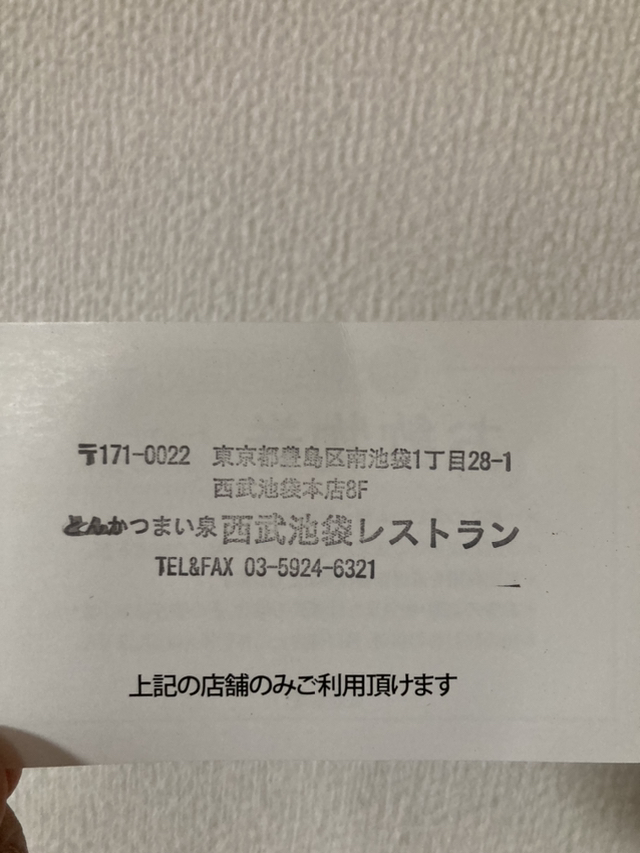 〒171-0022 東京都豊島区南池袋1丁目28-1
西武池袋本店8F
とんかつまい泉 西武池袋レストラン
TEL&FAX 03-5924-6321
上記の店舗のみご利用頂けます